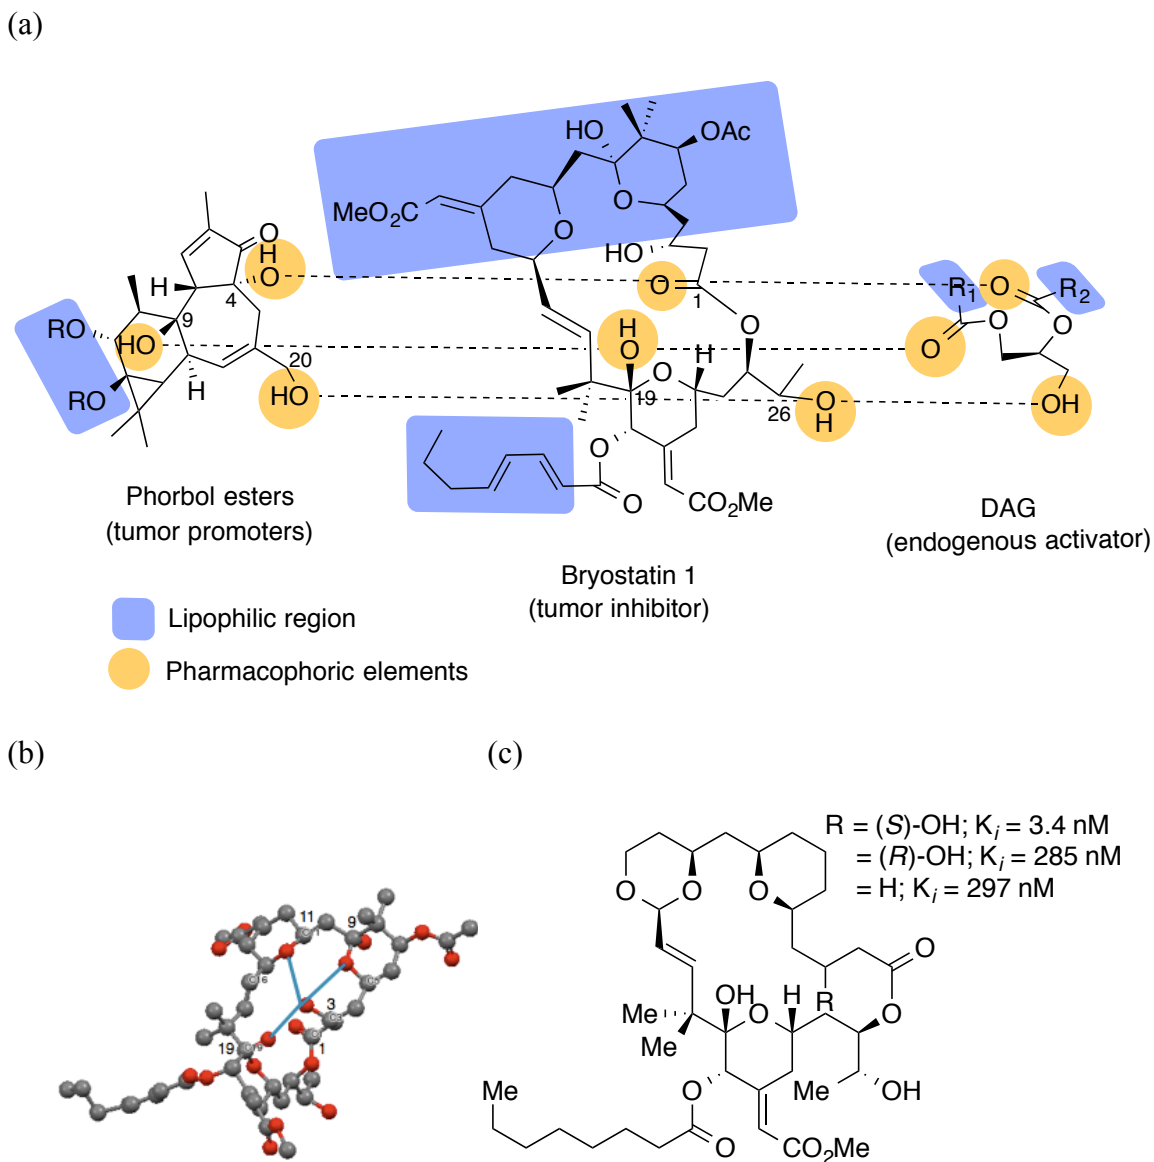 (a)
HO
OAc
MeO₂C
O
O
HO
O
H
O
H
4
9
RO
HO
RO
H
20
HO
O
1
O
H
O
O
H
19
26
O
H
O
O
CO₂Me
R₁
O
R₂
O
O
O
OH
Phorbol esters
(tumor promoters)
Bryostatin 1
(tumor inhibitor)
DAG
(endogenous activator)
Lipophilic region
Pharmacophoric elements
(b)
(c)
11
9
3
19
1
R = (S)-OH; Kᵢ = 3.4 nM
= (R)-OH; Kᵢ = 285 nM
= H; Kᵢ = 297 nM
O
O
O
O
R
O
OH
O
H
Me
Me
O
Me
OH
Me
O
CO₂Me